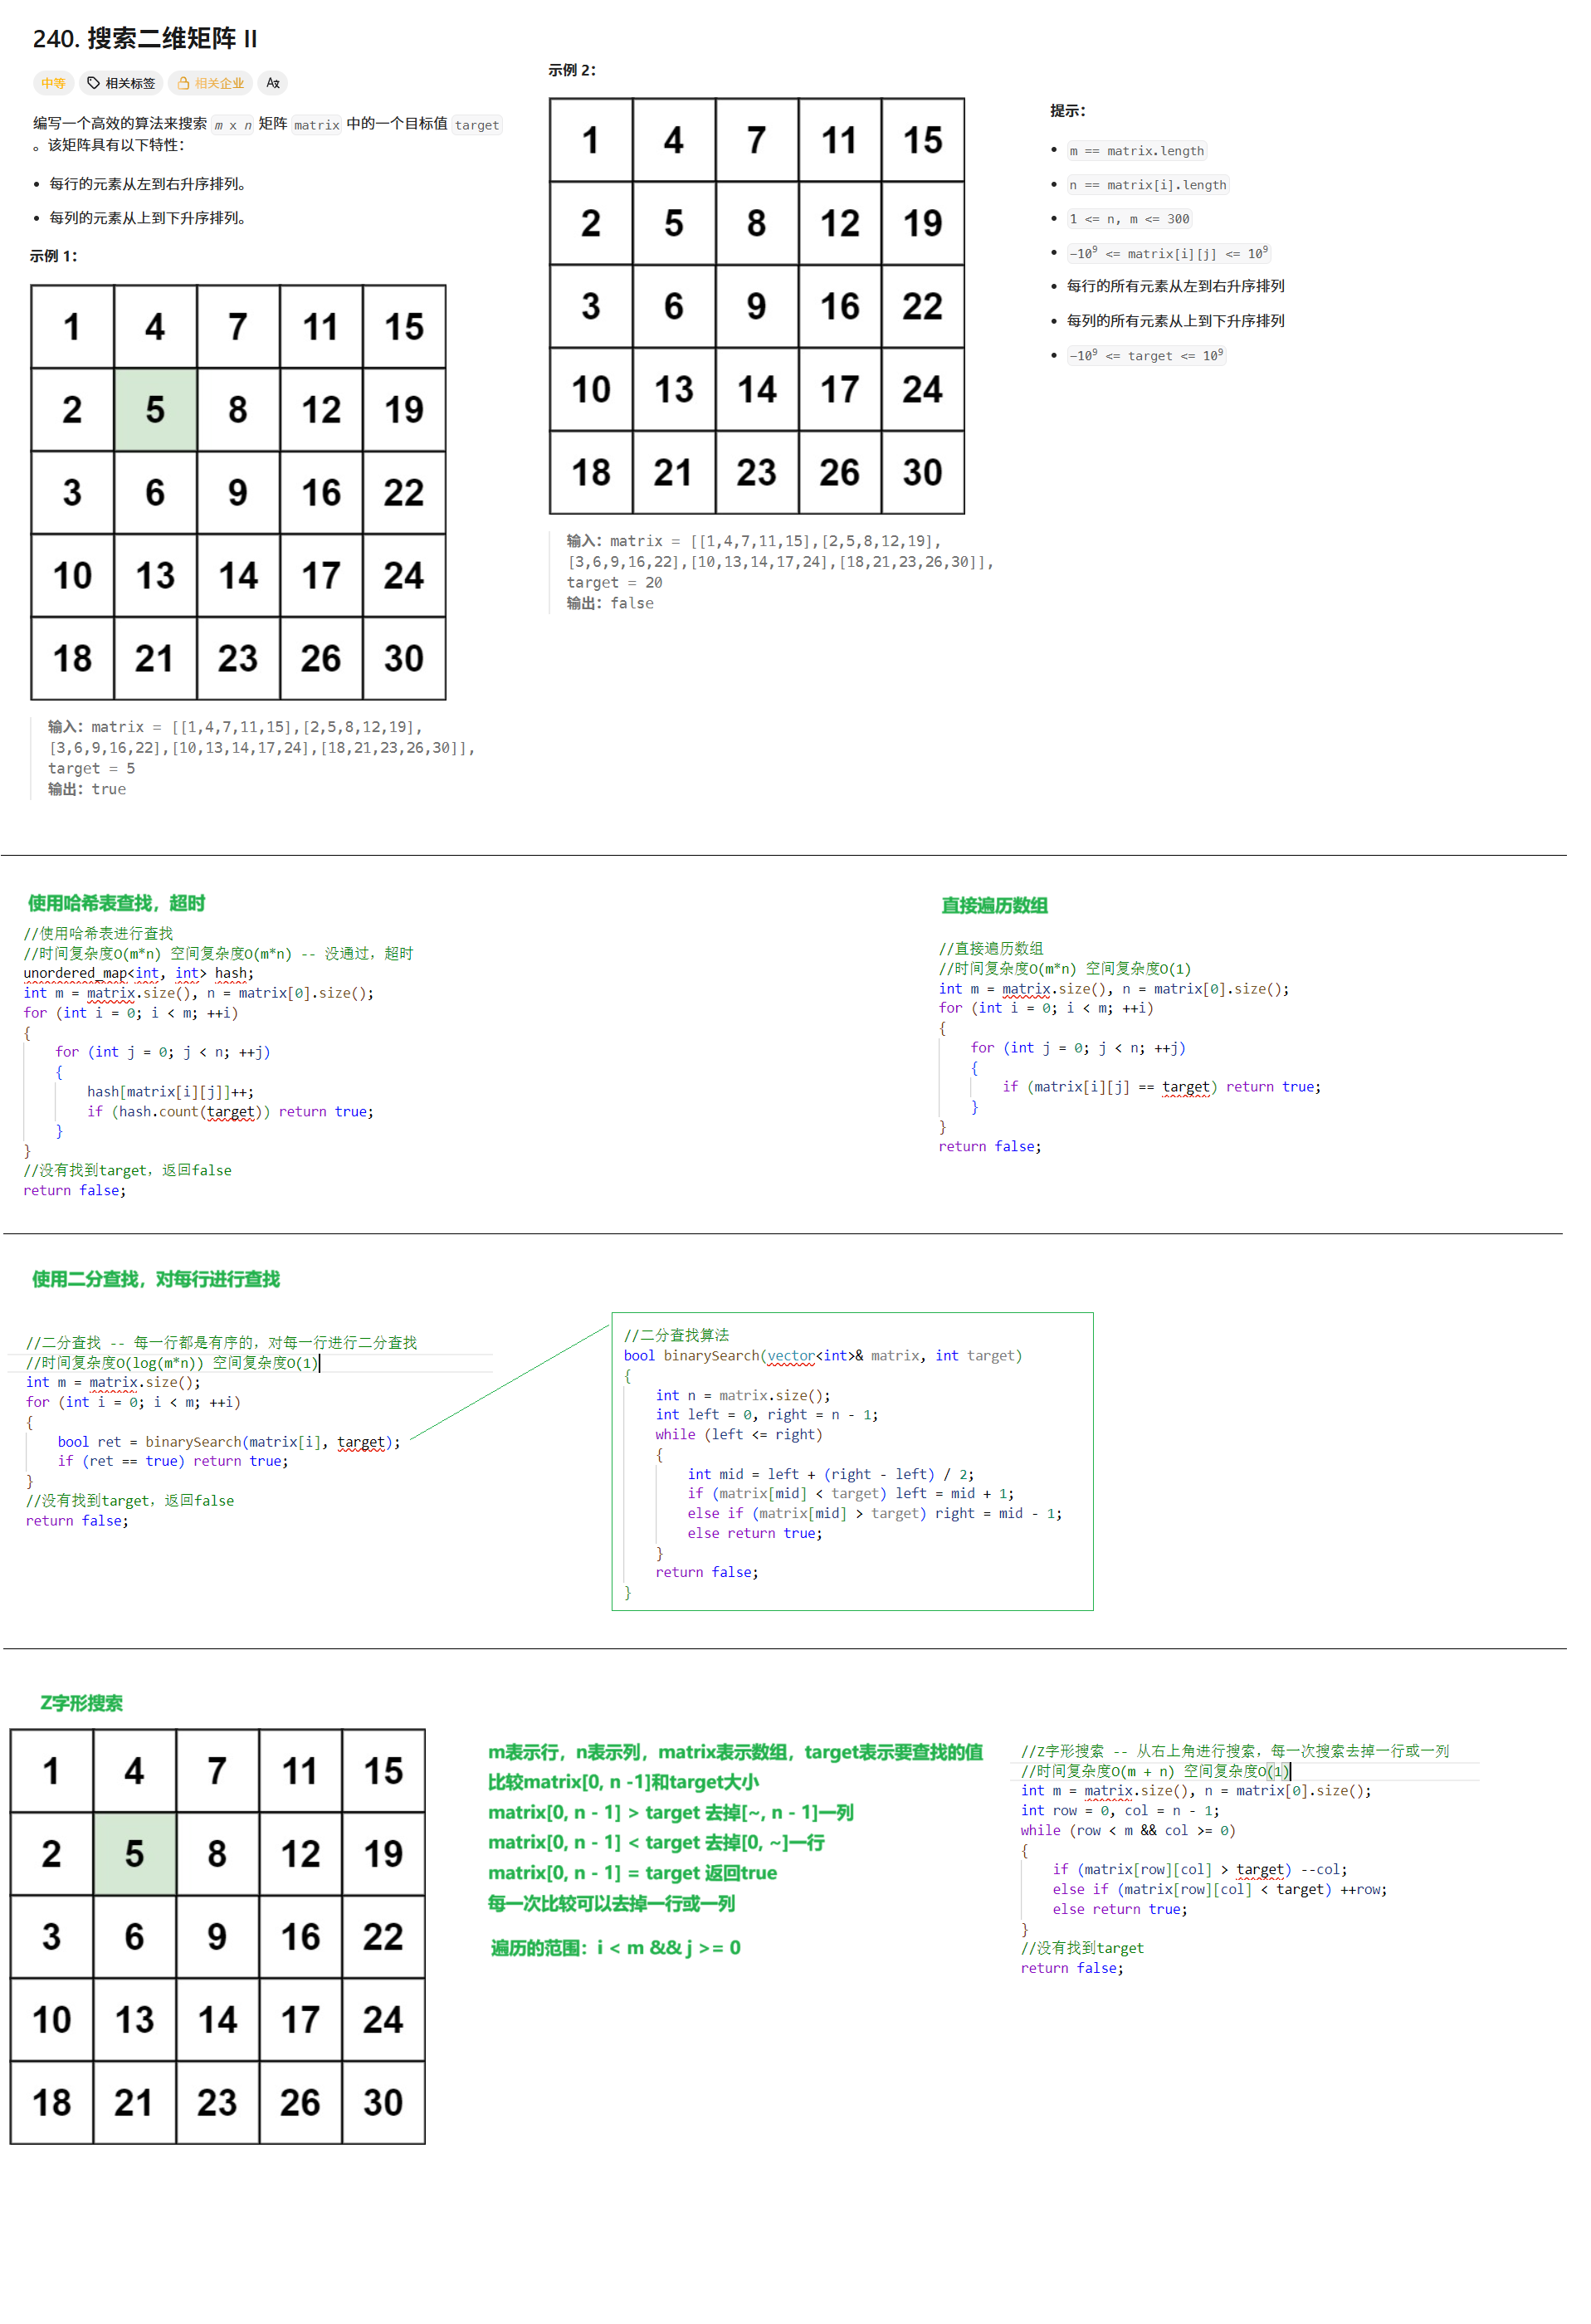 240. 搜索二维矩阵 II
中等 相关标签 相关企业 Ax
编写一个高效的算法来搜索 m x n 矩阵 matrix 中的一个目标值 target
。该矩阵具有以下特性：
• 每行的元素从左到右升序排列。
• 每列的元素从上到下升序排列。
示例 1：
1 4 7 11 15
2 5 8 12 19
3 6 9 16 22
10 13 14 17 24
18 21 23 26 30
输入：matrix = [[1,4,7,11,15],[2,5,8,12,19],
[3,6,9,16,22],[10,13,14,17,24],[18,21,23,26,30]],
target = 5
输出：true
示例 2：
1 4 7 11 15
2 5 8 12 19
3 6 9 16 22
10 13 14 17 24
18 21 23 26 30
输入：matrix = [[1,4,7,11,15],[2,5,8,12,19],
[3,6,9,16,22],[10,13,14,17,24],[18,21,23,26,30]],
target = 20
输出：false
提示：
• m == matrix.length
• n == matrix[i].length
• 1 <= n, m <= 300
• -10⁹ <= matrix[i][j] <= 10⁹
• 每行的所有元素从左到右升序排列
• 每列的所有元素从上到下升序排列
• -10⁹ <= target <= 10⁹
使用哈希表查找，超时
//使用哈希表进行查找
//时间复杂度O(m*n) 空间复杂度O(m*n) -- 没通过，超时
unordered_map<int, int> hash;
int m = matrix.size(), n = matrix[0].size();
for (int i = 0; i < m; ++i)
{
for (int j = 0; j < n; ++j)
{
hash[matrix[i][j]]++;
if (hash.count(target)) return true;
}
}
//没有找到target，返回false
return false;
直接遍历数组
//直接遍历数组
//时间复杂度O(m*n) 空间复杂度O(1)
int m = matrix.size(), n = matrix[0].size();
for (int i = 0; i < m; ++i)
{
for (int j = 0; j < n; ++j)
{
if (matrix[i][j] == target) return true;
}
}
return false;
使用二分查找，对每行进行查找
//二分查找 -- 每一行都是有序的，对每一行进行二分查找
//时间复杂度O(log(m*n)) 空间复杂度O(1)
int m = matrix.size();
for (int i = 0; i < m; ++i)
{
bool ret = binarySearch(matrix[i], target);
if (ret == true) return true;
}
//没有找到target，返回false
return false;
//二分查找算法
bool binarySearch(vector<int>& matrix, int target)
{
int n = matrix.size();
int left = 0, right = n - 1;
while (left <= right)
{
int mid = left + (right - left) / 2;
if (matrix[mid] < target) left = mid + 1;
else if (matrix[mid] > target) right = mid - 1;
else return true;
}
return false;
}
Z字形搜索
1 4 7 11 15
2 5 8 12 19
3 6 9 16 22
10 13 14 17 24
18 21 23 26 30
m表示行，n表示列，matrix表示数组，target表示要查找的值
比较matrix[0, n -1]和target大小
matrix[0, n - 1] > target 去掉[~, n - 1]一列
matrix[0, n - 1] < target 去掉[0, ~]一行
matrix[0, n - 1] = target 返回true
每一次比较可以去掉一行或一列
遍历的范围：i < m && j >= 0
//Z字形搜索 -- 从右上角进行搜索，每一次搜索去掉一行或一列
//时间复杂度O(m + n) 空间复杂度O(1)
int m = matrix.size(), n = matrix[0].size();
int row = 0, col = n - 1;
while (row < m && col >= 0)
{
if (matrix[row][col] > target) --col;
else if (matrix[row][col] < target) ++row;
else return true;
}
//没有找到target
return false;